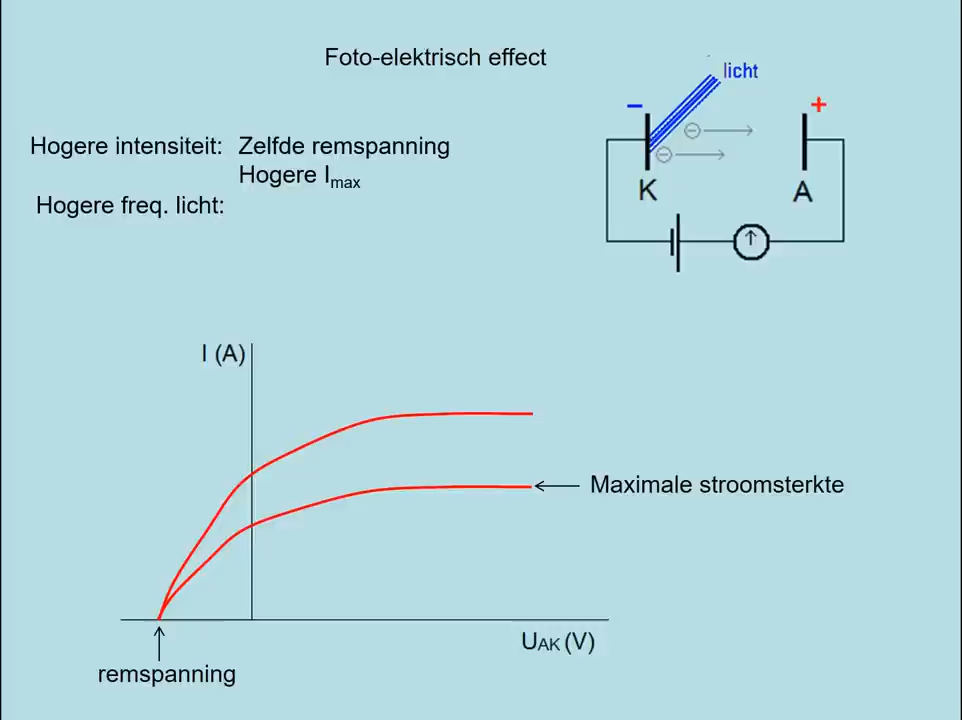 Foto-elektrisch effect
licht
− +
Hogere intensiteit: Zelfde remspanning
Hogere Imax
K A
Hogere freq. licht:
I (A)
Maximale stroomsterkte
UAK (V)
remspanning